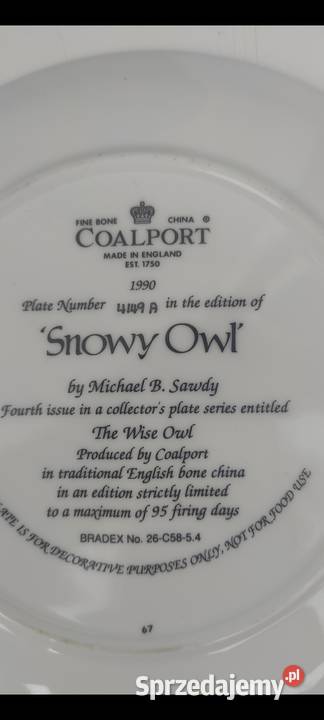 FINE BONE CHINA ®
COALPORT
MADE IN ENGLAND
EST. 1750
1990
Plate Number 4149 A in the edition of
'Snowy Owl'
by Michael B. Sawdy
Fourth issue in a collector's plate series entitled
The Wise Owl
Produced by Coalport
in traditional English bone china
in an edition strictly limited
to a maximum of 95 firing days
BRADEX No. 26-C58-5.4
IS FOR DECORATIVE PURPOSES ONLY, NOT FOR FOOD USE
67
Sprzedajemy.pl